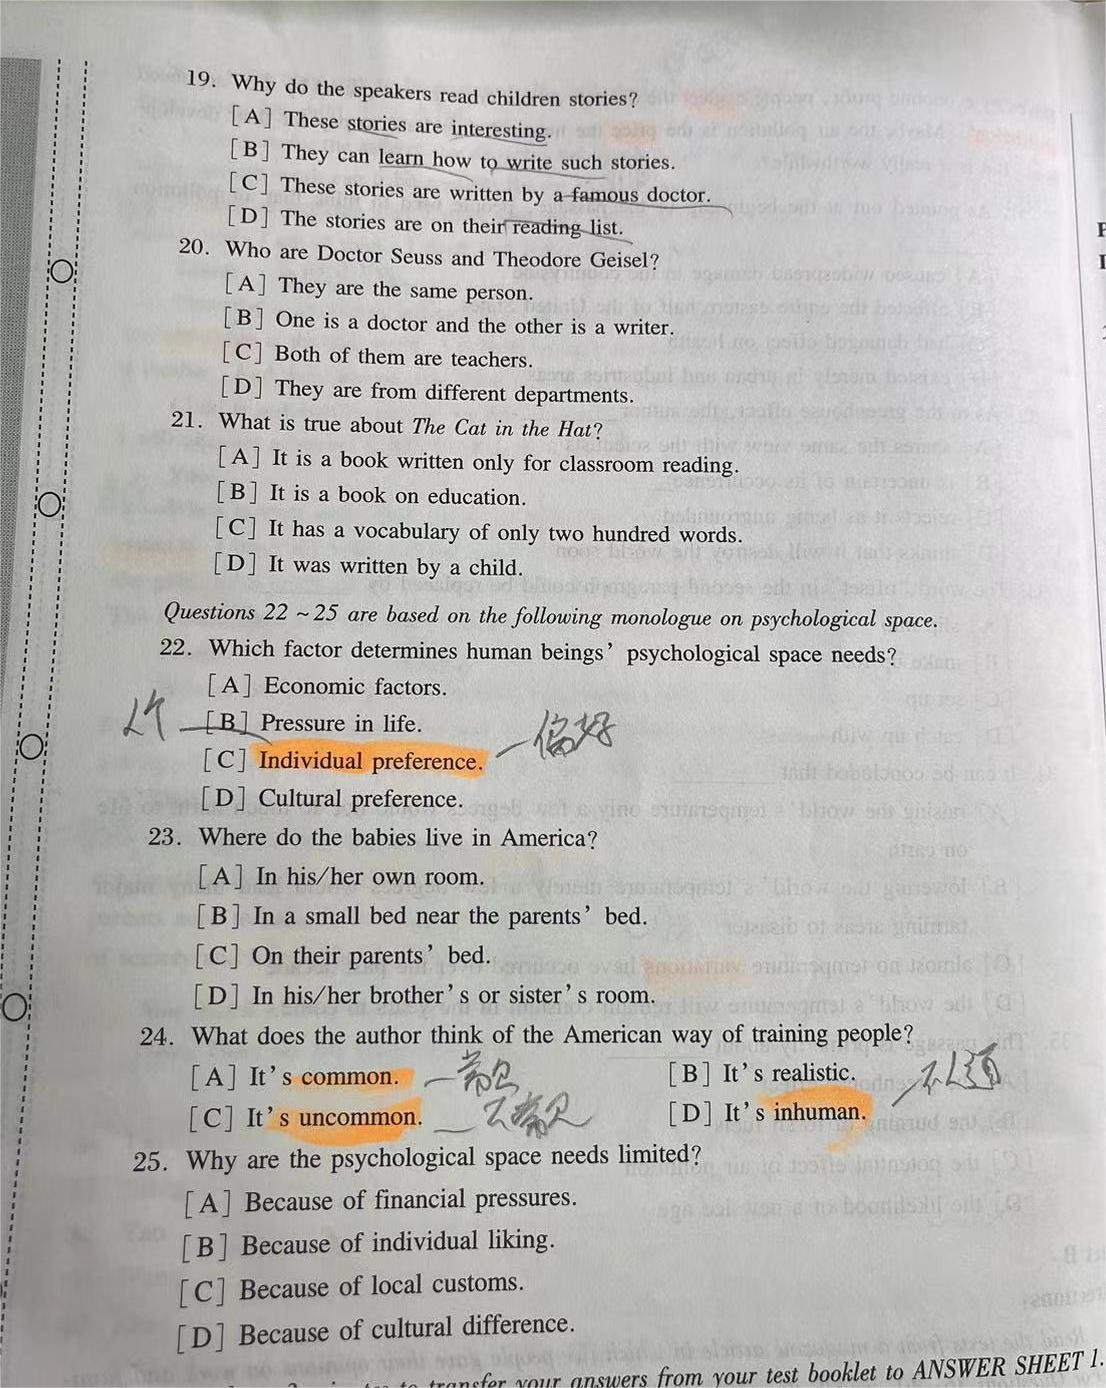 19. Why do the speakers read children stories?
[A] These stories are interesting.
[B] They can learn how to write such stories.
[C] These stories are written by a famous doctor.
[D] The stories are on their reading list.
20. Who are Doctor Seuss and Theodore Geisel?
[A] They are the same person.
[B] One is a doctor and the other is a writer.
[C] Both of them are teachers.
[D] They are from different departments.
21. What is true about The Cat in the Hat?
[A] It is a book written only for classroom reading.
[B] It is a book on education.
[C] It has a vocabulary of only two hundred words.
[D] It was written by a child.
Questions 22 ~ 25 are based on the following monologue on psychological space.
22. Which factor determines human beings' psychological space needs?
[A] Economic factors.
[B] Pressure in life.
[C] Individual preference. 偏好
个人 [D] Cultural preference.
23. Where do the babies live in America?
[A] In his/her own room.
[B] In a small bed near the parents' bed.
[C] On their parents' bed.
[D] In his/her brother's or sister's room.
24. What does the author think of the American way of training people?
[A] It's common. 常见 [B] It's realistic.
[C] It's uncommon. 不常见 [D] It's inhuman.
25. Why are the psychological space needs limited?
[A] Because of financial pressures.
[B] Because of individual liking.
[C] Because of local customs.
[D] Because of cultural difference.
to transfer your answers from your test booklet to ANSWER SHEET 1.